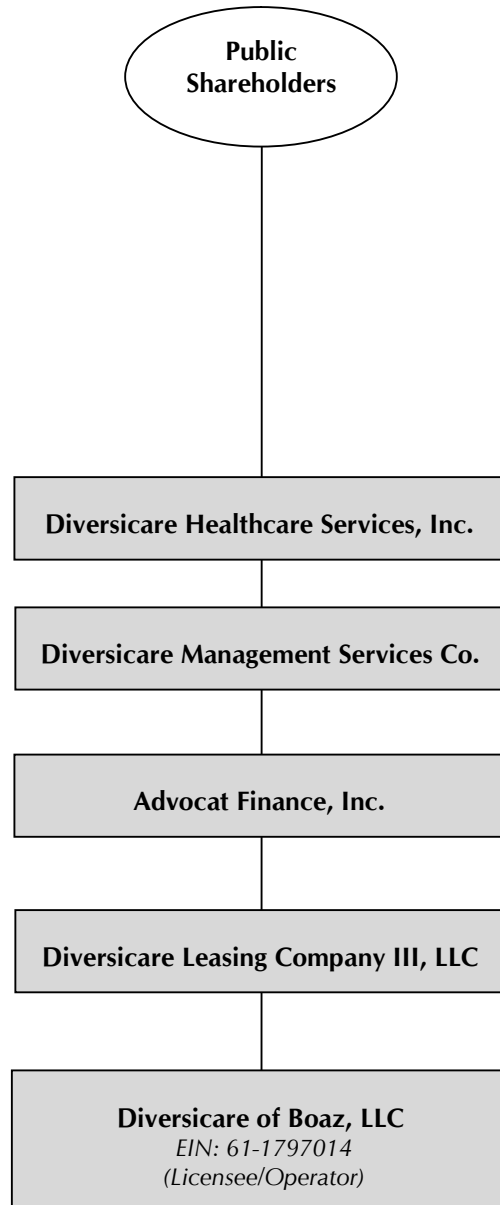 Public
Shareholders
Diversicare Healthcare Services, Inc.
Diversicare Management Services Co.
Advocat Finance, Inc.
Diversicare Leasing Company III, LLC
Diversicare of Boaz, LLC
EIN: 61-1797014
(Licensee/Operator)